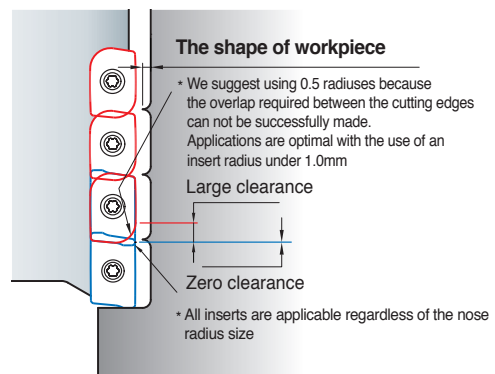 The shape of workpiece
* We suggest using 0.5 radiuses because
the overlap required between the cutting edges
can not be successfully made.
Applications are optimal with the use of an
insert radius under 1.0mm
Large clearance
Zero clearance
* All inserts are applicable regardless of the nose
radius size